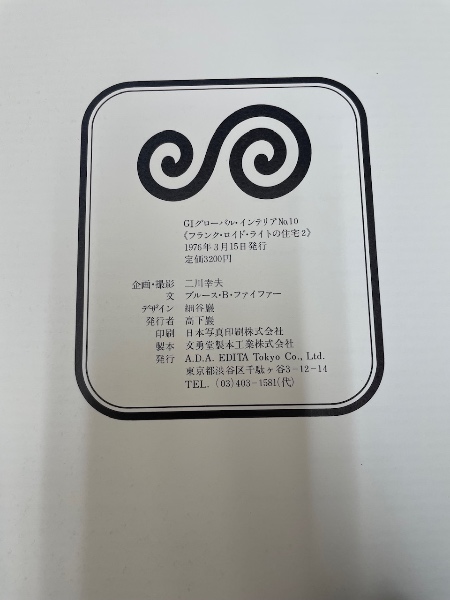 GIグローバル・インテリアNo.10
《フランク・ロイド・ライトの住宅2》
1976年3月15日発行
定価3200円
企画・撮影 二川幸夫
文 ブルース・B・ファイファー
デザイン 細谷巖
発行者 高下巖
印刷 日本写真印刷株式会社
製本 文勇堂製本工業株式会社
発行 A.D.A. EDITA Tokyo Co., Ltd.
東京都渋谷区千駄ヶ谷3-12-14
TEL. (03)403-1581(代)